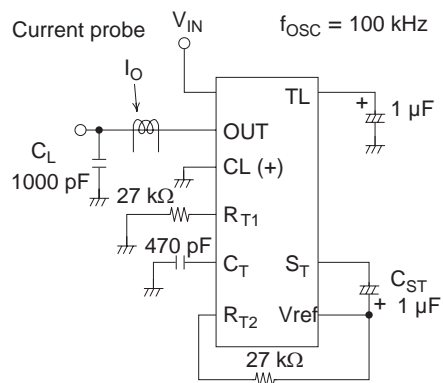 Current probe
V_IN
f_OSC = 100 kHz
I_O
TL
+
1 µF
OUT
C_L
1000 pF
CL (+)
27 kΩ
R_T1
470 pF
C_T
S_T
C_ST
+ 1 µF
R_T2
Vref
27 kΩ